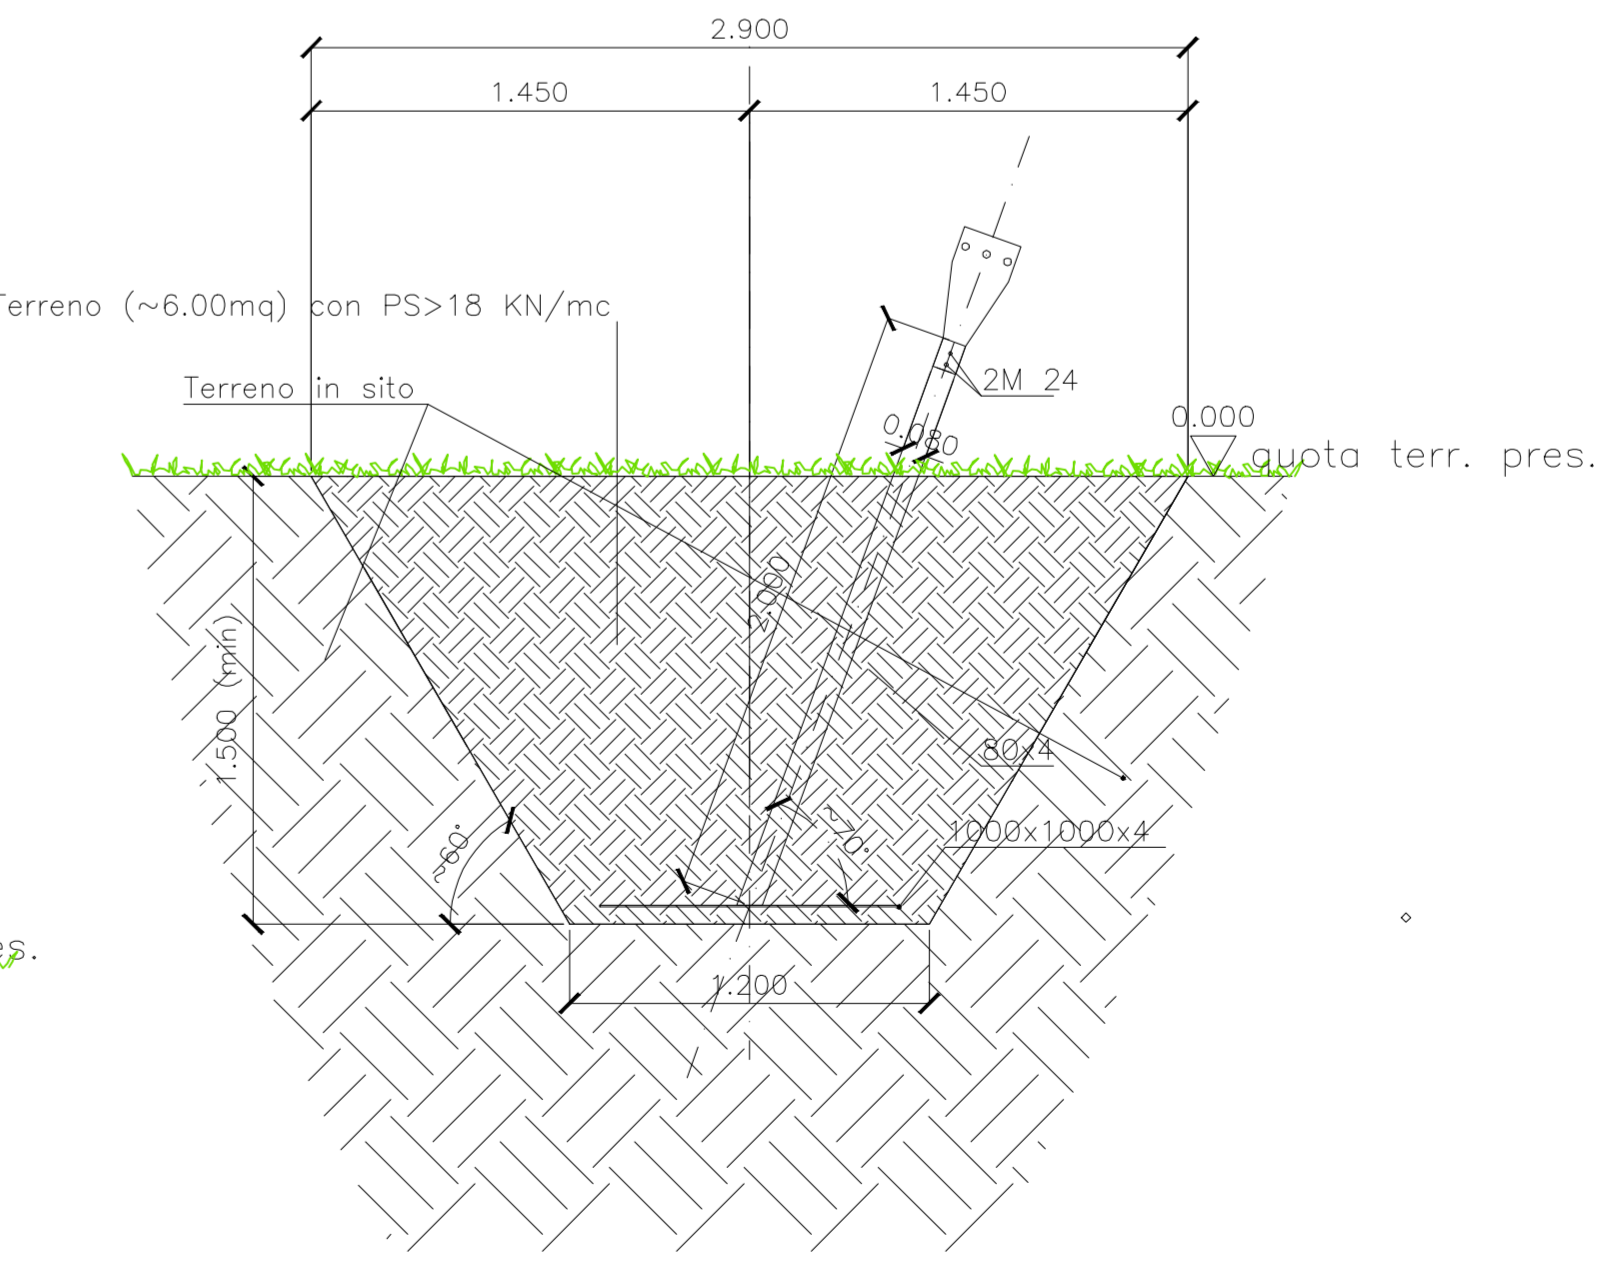 2.900
1.450 1.450
Terreno (~6.00mq) con PS>18 KN/mc
Terreno in sito
2M 24
0.000
0.080
quota terr. pres.
2.000
1.500 (min)
80x4
~60°
~70°
1000x1000x4
es.
1.200